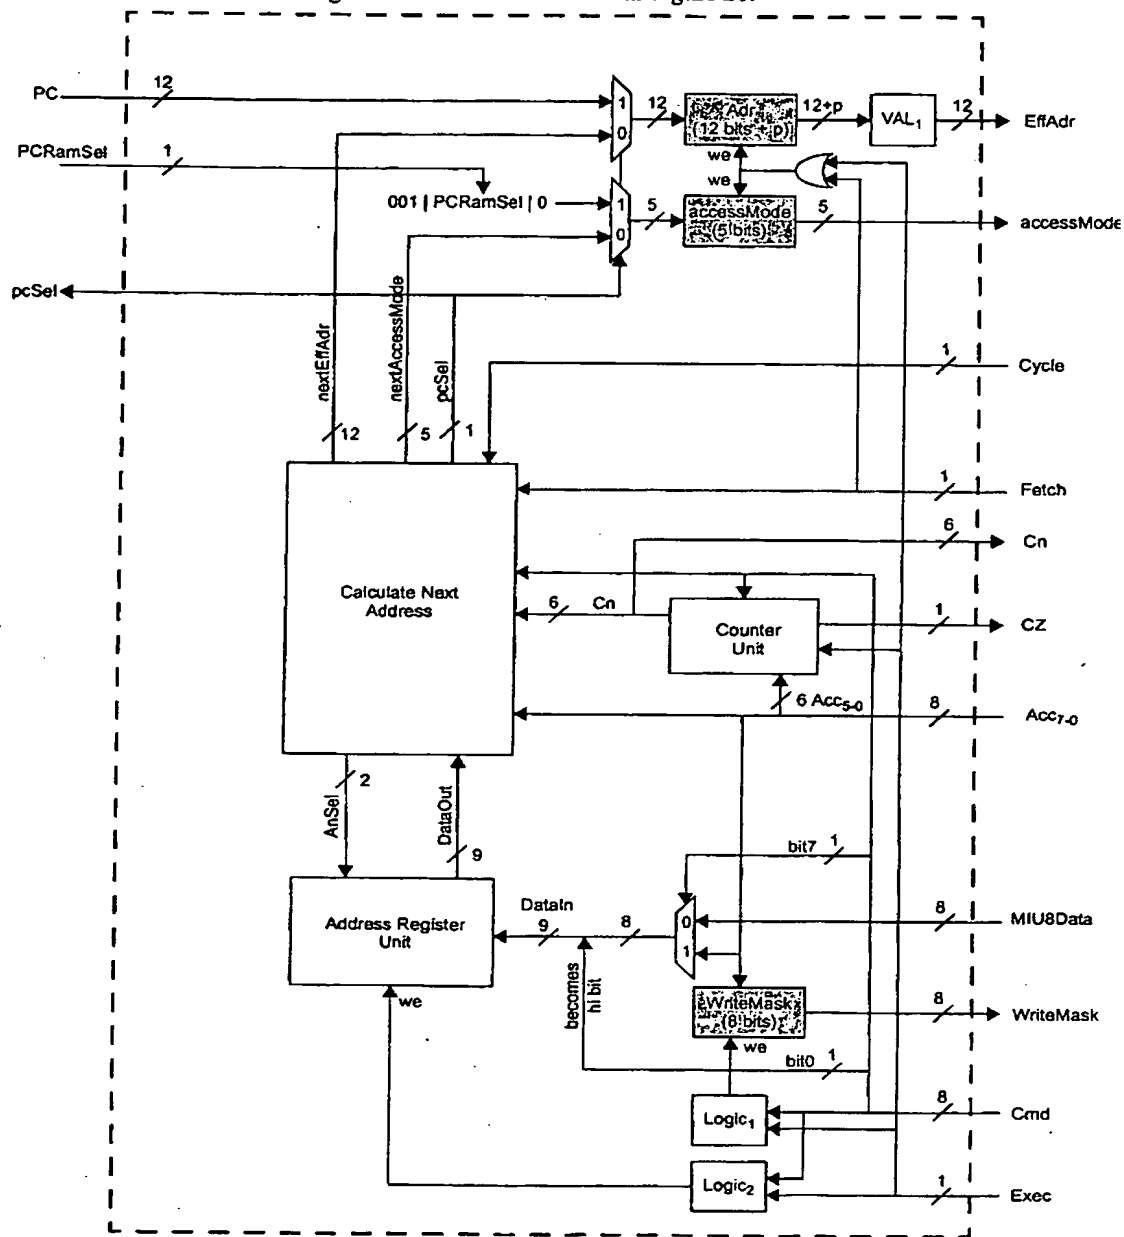 PC
12
1
0
12
Adr
(12 bits + p)
12+p
VAL1
12
EffAdr
we
we
PCRamSel
1
001 | PCRamSel | 0
1
0
5
accessMode
(5 bits)
5
accessMode
pcSel
nextEffAdr
nextAccessMode
pcSel
12
5
1
1
Cycle
1
Fetch
6
Cn
Calculate Next
Address
6
Cn
Counter
Unit
1
CZ
6 Acc5-0
8
Acc7-0
2
AnSel
DataOut
9
bit7
1
Address Register
Unit
DataIn
9
8
0
1
8
MIU8Data
becomes
hi bit
we
WriteMask
(8 bits)
8
WriteMask
we
bit0
1
Logic1
8
Cmd
Logic2
1
Exec